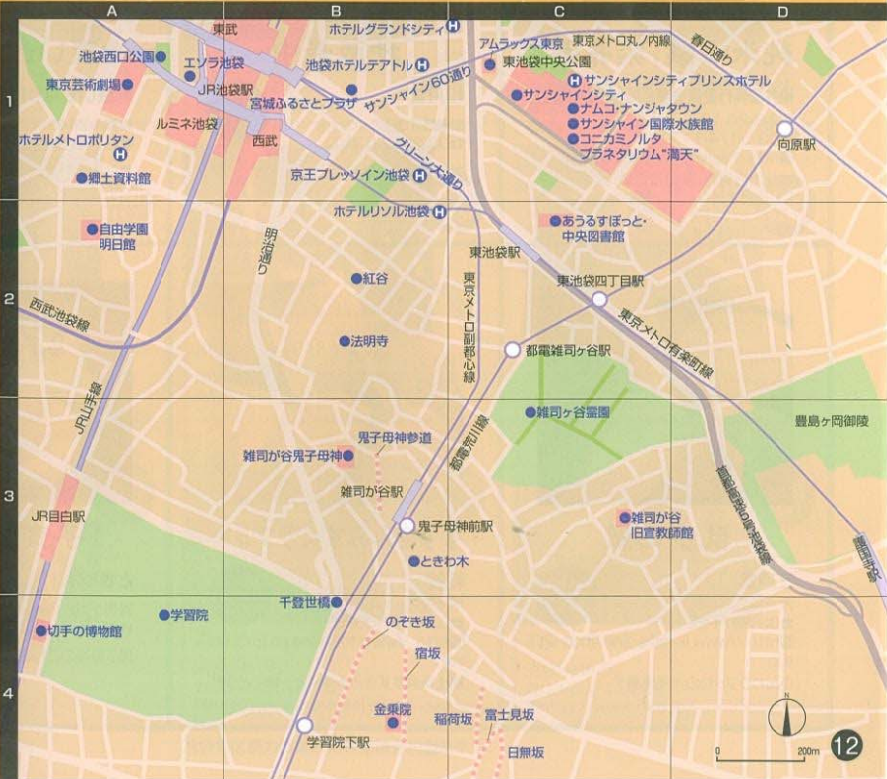 A
B
C
D
1
2
3
4
東武
ホテルグランドシティ H
池袋西口公園
エソラ池袋
東京芸術劇場
JR池袋駅
池袋ホテルテアトル H
宮城ふるさとプラザ
サンシャイン60通り
アムラックス東京
東京メトロ丸ノ内線
春日通り
東池袋中央公園
H サンシャインシティプリンスホテル
サンシャインシティ
ナムコ・ナンジャタウン
サンシャイン国際水族館
コニカミノルタ
プラネタリウム“満天”
向原駅
ルミネ池袋
西武
ホテルメトロポリタン
H
郷土資料館
グリーン大通り
京王プレッソイン池袋 H
ホテルリソル池袋 H
自由学園
明日館
明治通り
あうるすぽっと・
中央図書館
東池袋駅
東池袋四丁目駅
紅谷
東京メトロ副都心線
西武池袋線
法明寺
都電雑司ヶ谷駅
東京メトロ有楽町線
JR山手線
雑司ヶ谷霊園
豊島ヶ岡御陵
鬼子母神参道
都電荒川線
雑司が谷鬼子母神
雑司が谷駅
JR目白駅
鬼子母神前駅
雑司が谷
旧宣教師館
ときわ木
千登世橋
学習院
切手の博物館
のぞき坂
宿坂
金乗院
稲荷坂
富士見坂
学習院下駅
日無坂
N
0
200m
12